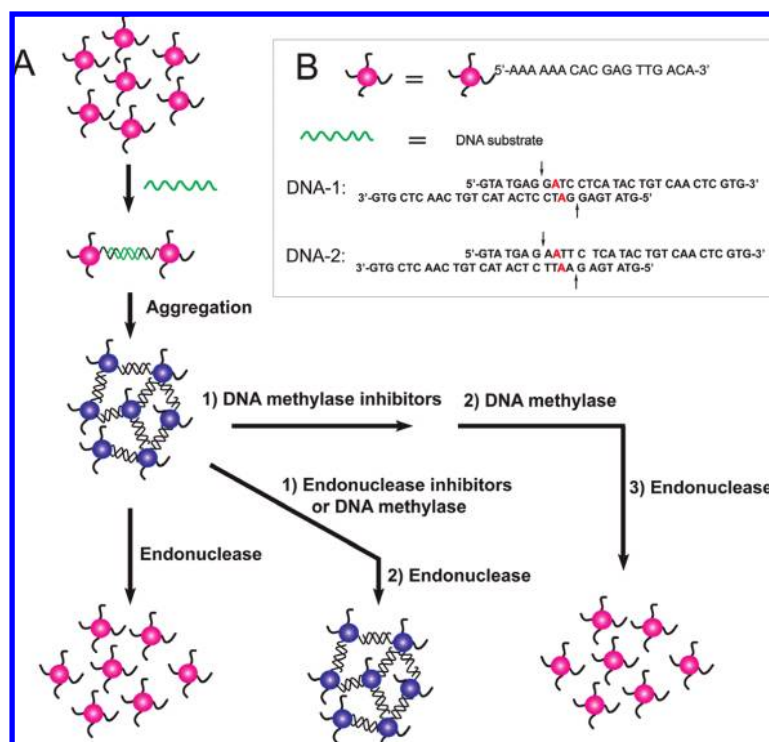 A
B
5'-AAA AAA CAC GAG TTG ACA-3'
=
= DNA substrate
DNA-1:
5'-GTA TGAG GATCC CTCA TAC TGT CAA CTC GTG-3'
3'-GTG CTC AAC TGT CAT ACTC CTAG GAGT ATG-5'
DNA-2:
5'-GTA TGA G AATT C TCA TAC TGT CAA CTC GTG-3'
3'-GTG CTC AAC TGT CAT ACT C TTAA G AGT ATG-5'
Aggregation
1) DNA methylase inhibitors
2) DNA methylase
1) Endonuclease inhibitors
or DNA methylase
3) Endonuclease
Endonuclease
2) Endonuclease